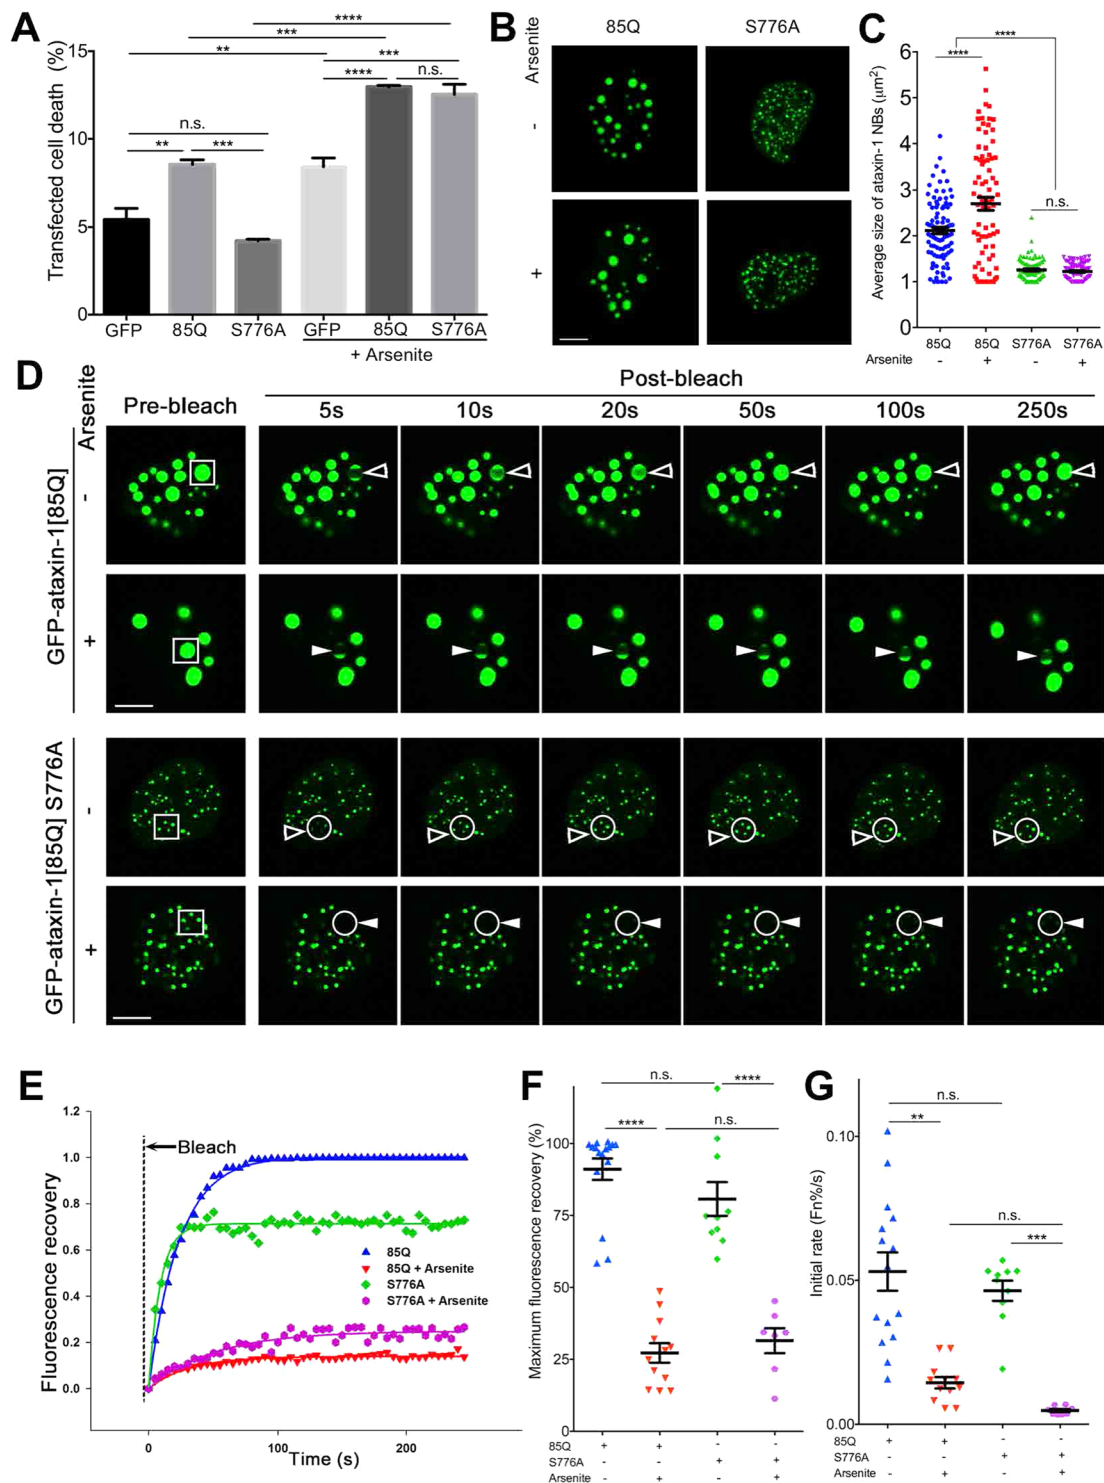 A
Transfected cell death (%)
15
10
5
0
****
***
**
***
****
n.s.
n.s.
**
***
GFP
85Q
S776A
GFP
85Q
S776A
+ Arsenite
B
Arsenite
85Q
S776A
-
+
C
Average size of ataxin-1 NBs (μm²)
6
5
4
3
2
1
0
****
****
n.s.
85Q
85Q
S776A
S776A
Arsenite
-
+
-
+
D
Arsenite
Pre-bleach
Post-bleach
5s
10s
20s
50s
100s
250s
GFP-ataxin-1[85Q]
-
+
GFP-ataxin-1[85Q] S776A
-
+
E
Fluorescence recovery
1.2
1.0
0.8
0.6
0.4
0.2
0.0
Bleach
85Q
85Q + Arsenite
S776A
S776A + Arsenite
0
100
200
Time (s)
F
Maximum fluorescence recovery (%)
100
75
50
25
0
n.s.
****
****
n.s.
85Q + + - -
S776A - - + +
Arsenite - + - +
G
Initial rate (Fn%/s)
0.10
0.05
0.00
n.s.
**
n.s.
***
85Q + + - -
S776A - - + +
Arsenite - + - +